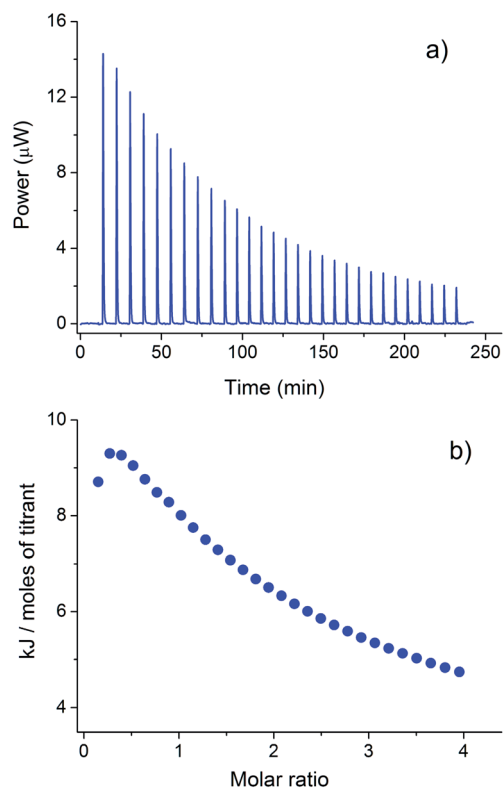 a)
16
12
8
4
0
Power (μW)
0 50 100 150 200 250
Time (min)
b)
10
8
6
4
kJ / moles of titrant
0 1 2 3 4
Molar ratio